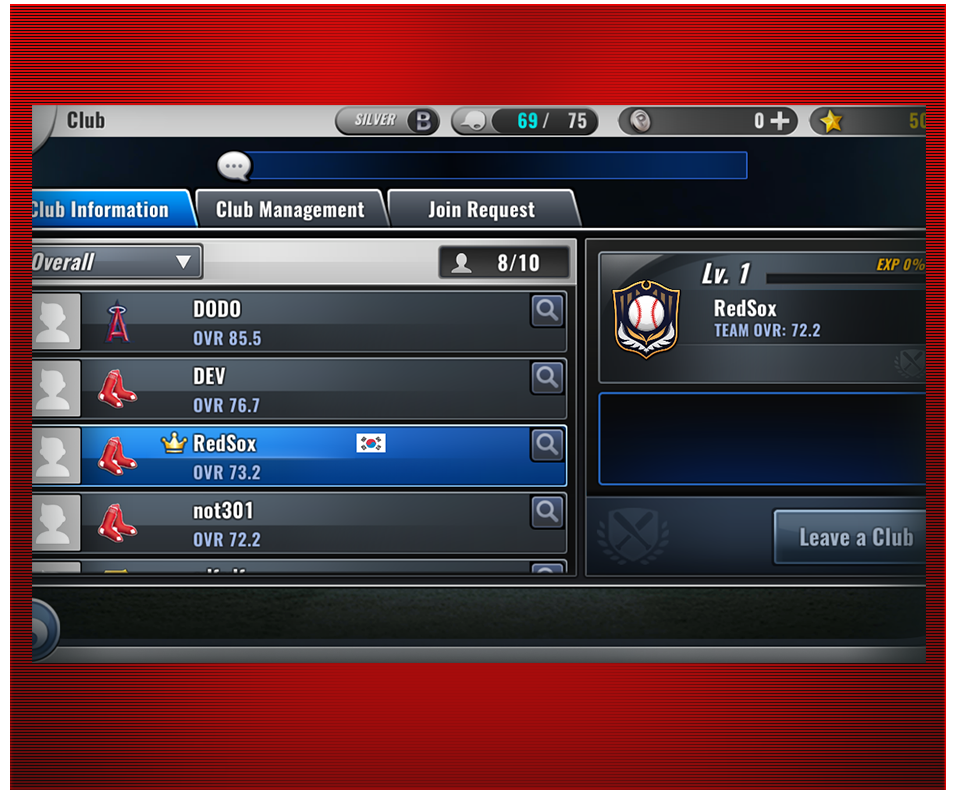 Club
SILVER B 69 / 75 0 +
Club Information Club Management Join Request
Overall 8/10
DODO
OVR 85.5
DEV
OVR 76.7
RedSox
OVR 73.2
not301
OVR 72.2
Lv. 1 EXP 0%
RedSox
TEAM OVR: 72.2
Leave a Club